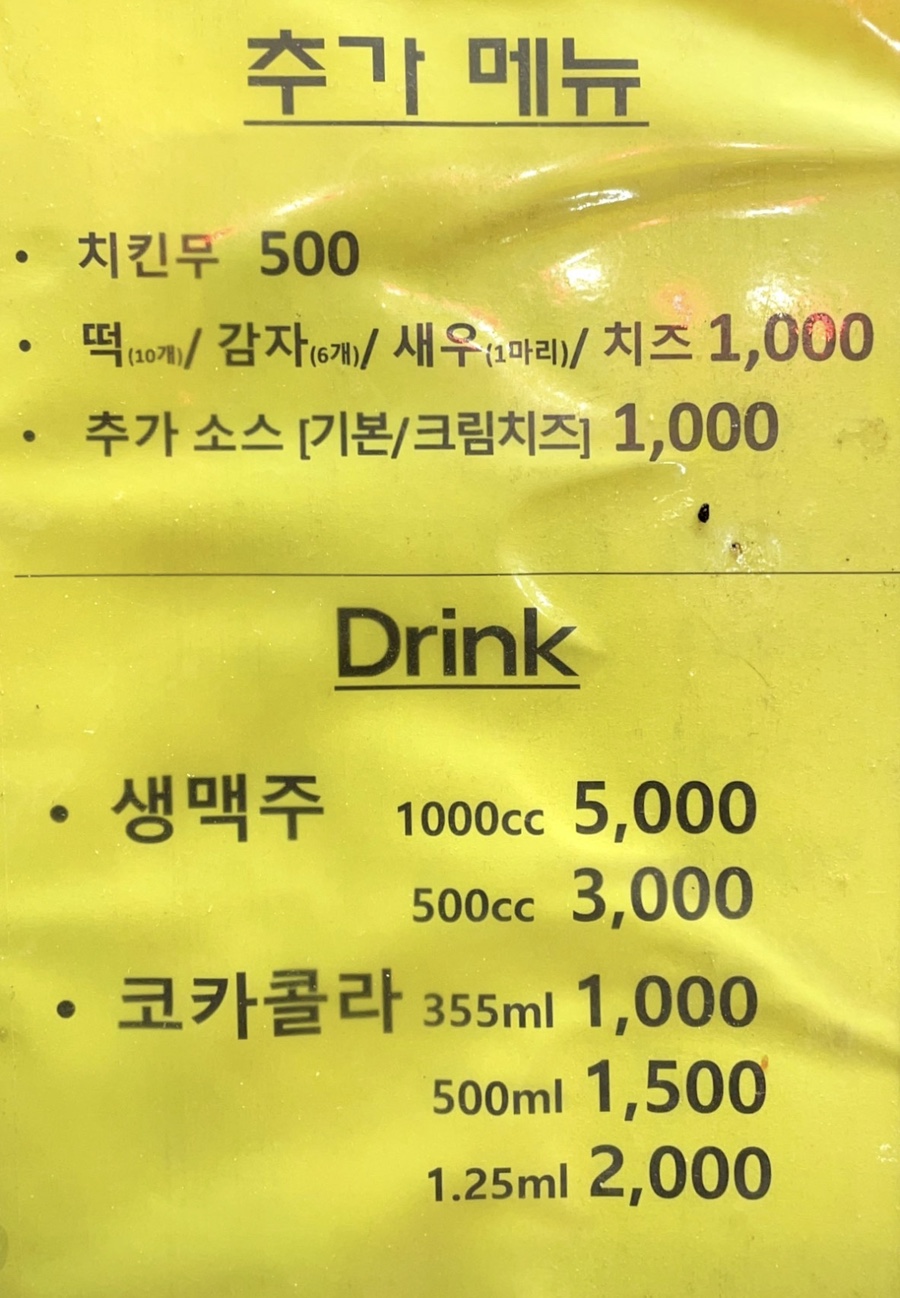 추가 메뉴
• 치킨무 500
• 떡(10개)/ 감자(6개)/ 새우(1마리)/ 치즈 1,000
• 추가 소스 [기본/크림치즈] 1,000
Drink
• 생맥주 1000cc 5,000
500cc 3,000
• 코카콜라 355ml 1,000
500ml 1,500
1.25ml 2,000